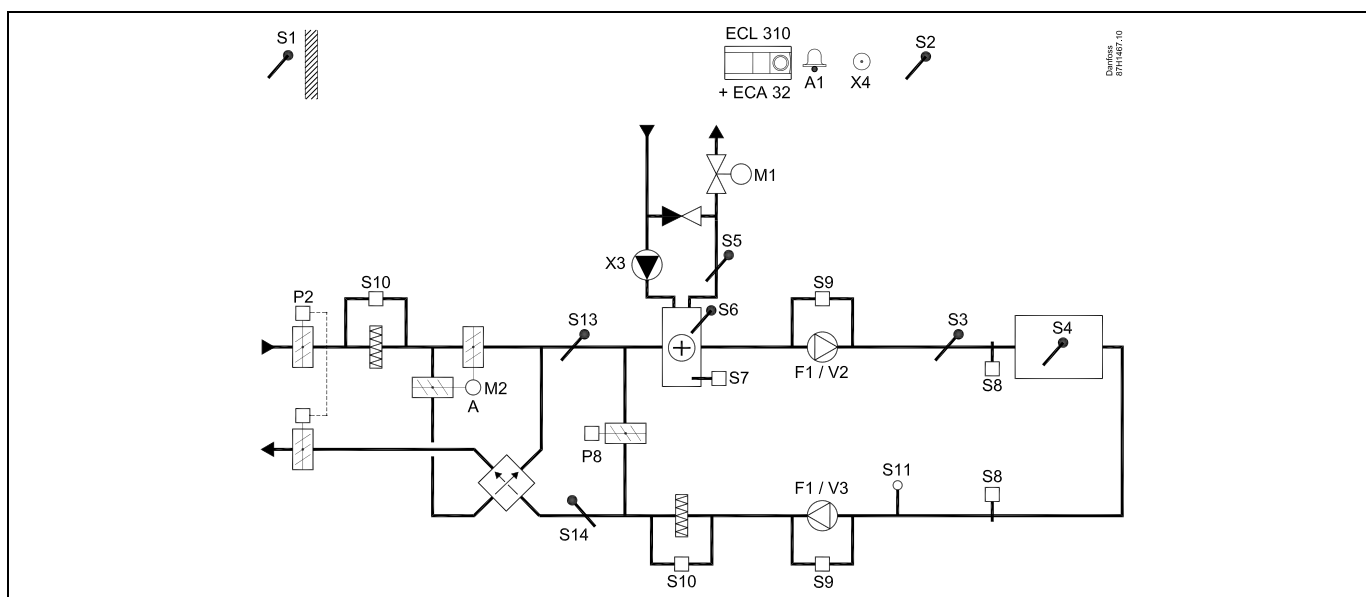 S1
ECL 310
S2
Danfoss
87H1467.10
A1
X4
+ ECA 32
M1
S5
X3
S10
P2
S9
S6
S13
S3
S4
F1 / V2
S7
S8
M2
A
P8
S11
S8
F1 / V3
S14
S10
S9